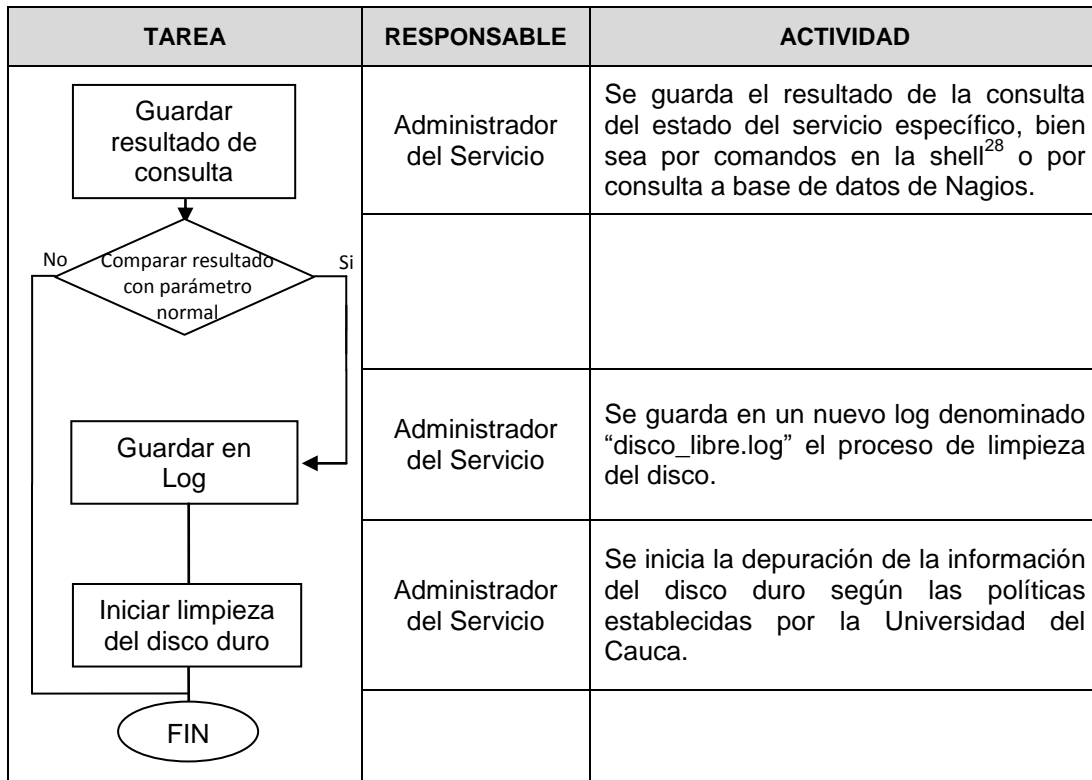 TAREA RESPONSABLE ACTIVIDAD
Guardar
resultado de
consulta
Administrador
del Servicio
Se guarda el resultado de la consulta
del estado del servicio específico, bien
sea por comandos en la shell28 o por
consulta a base de datos de Nagios.
No
Comparar resultado
con parámetro
normal
Si
Guardar en
Log
Administrador
del Servicio
Se guarda en un nuevo log denominado
“disco_libre.log” el proceso de limpieza
del disco.
Iniciar limpieza
del disco duro
Administrador
del Servicio
Se inicia la depuración de la información
del disco duro según las políticas
establecidas por la Universidad del
Cauca.
FIN